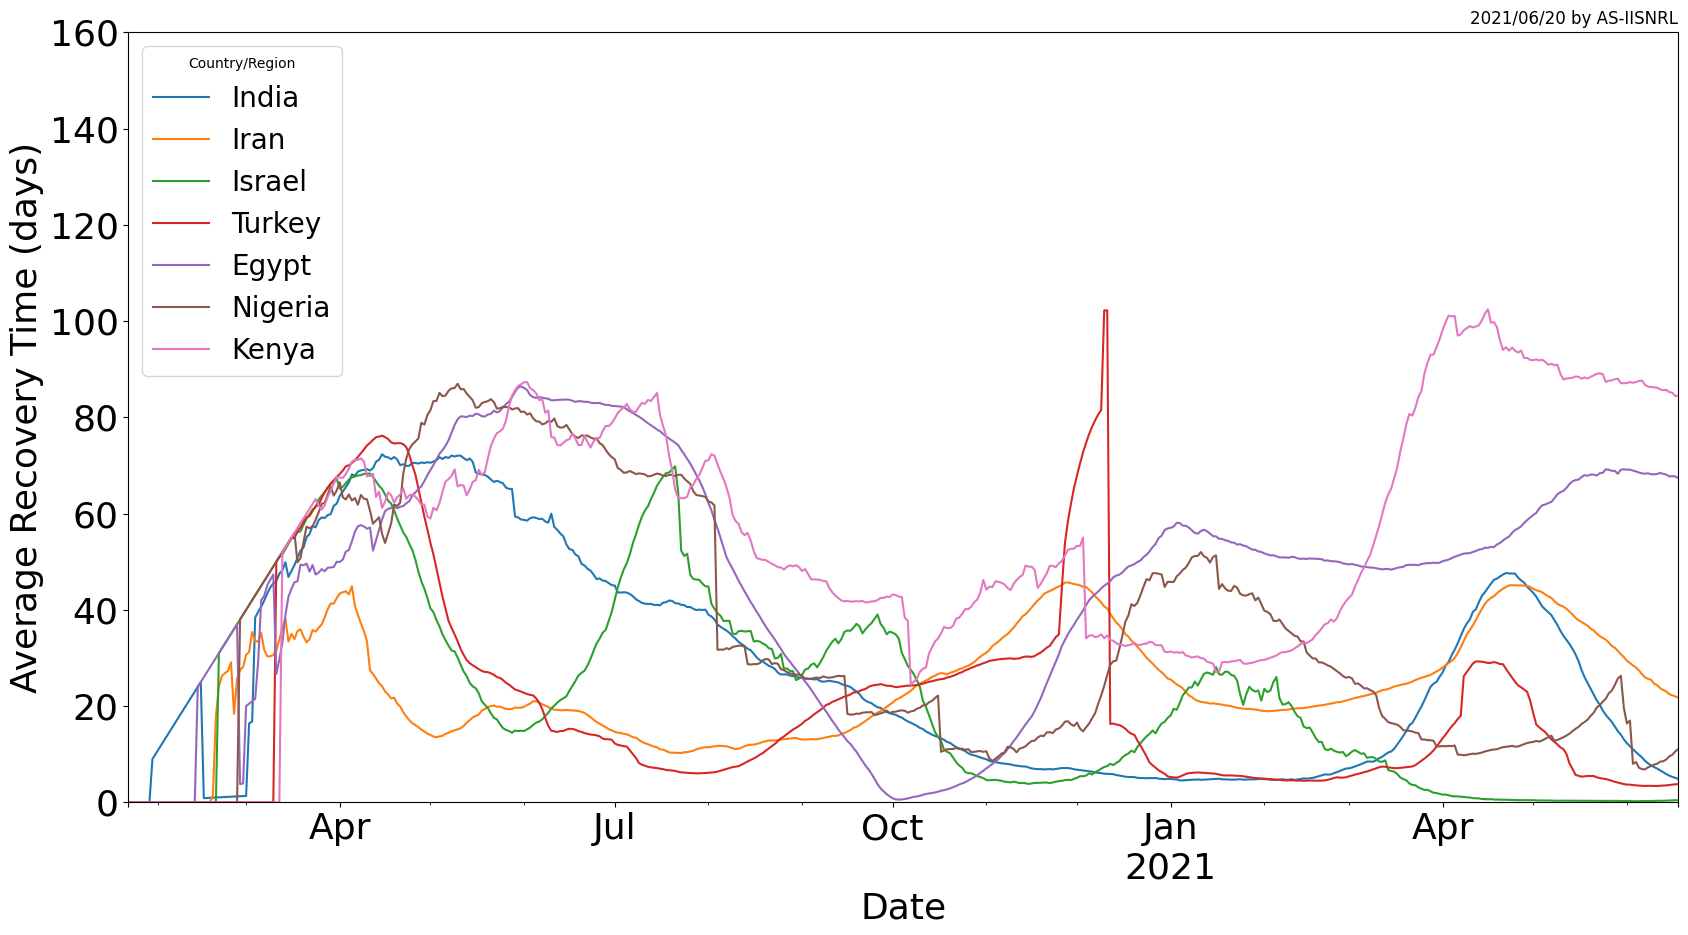 2021/06/20 by AS-IISNRL
160
140
120
100
80
60
40
20
0
Average Recovery Time (days)
Country/Region
India
Iran
Israel
Turkey
Egypt
Nigeria
Kenya
Apr
Jul
Oct
Jan
2021
Apr
Date